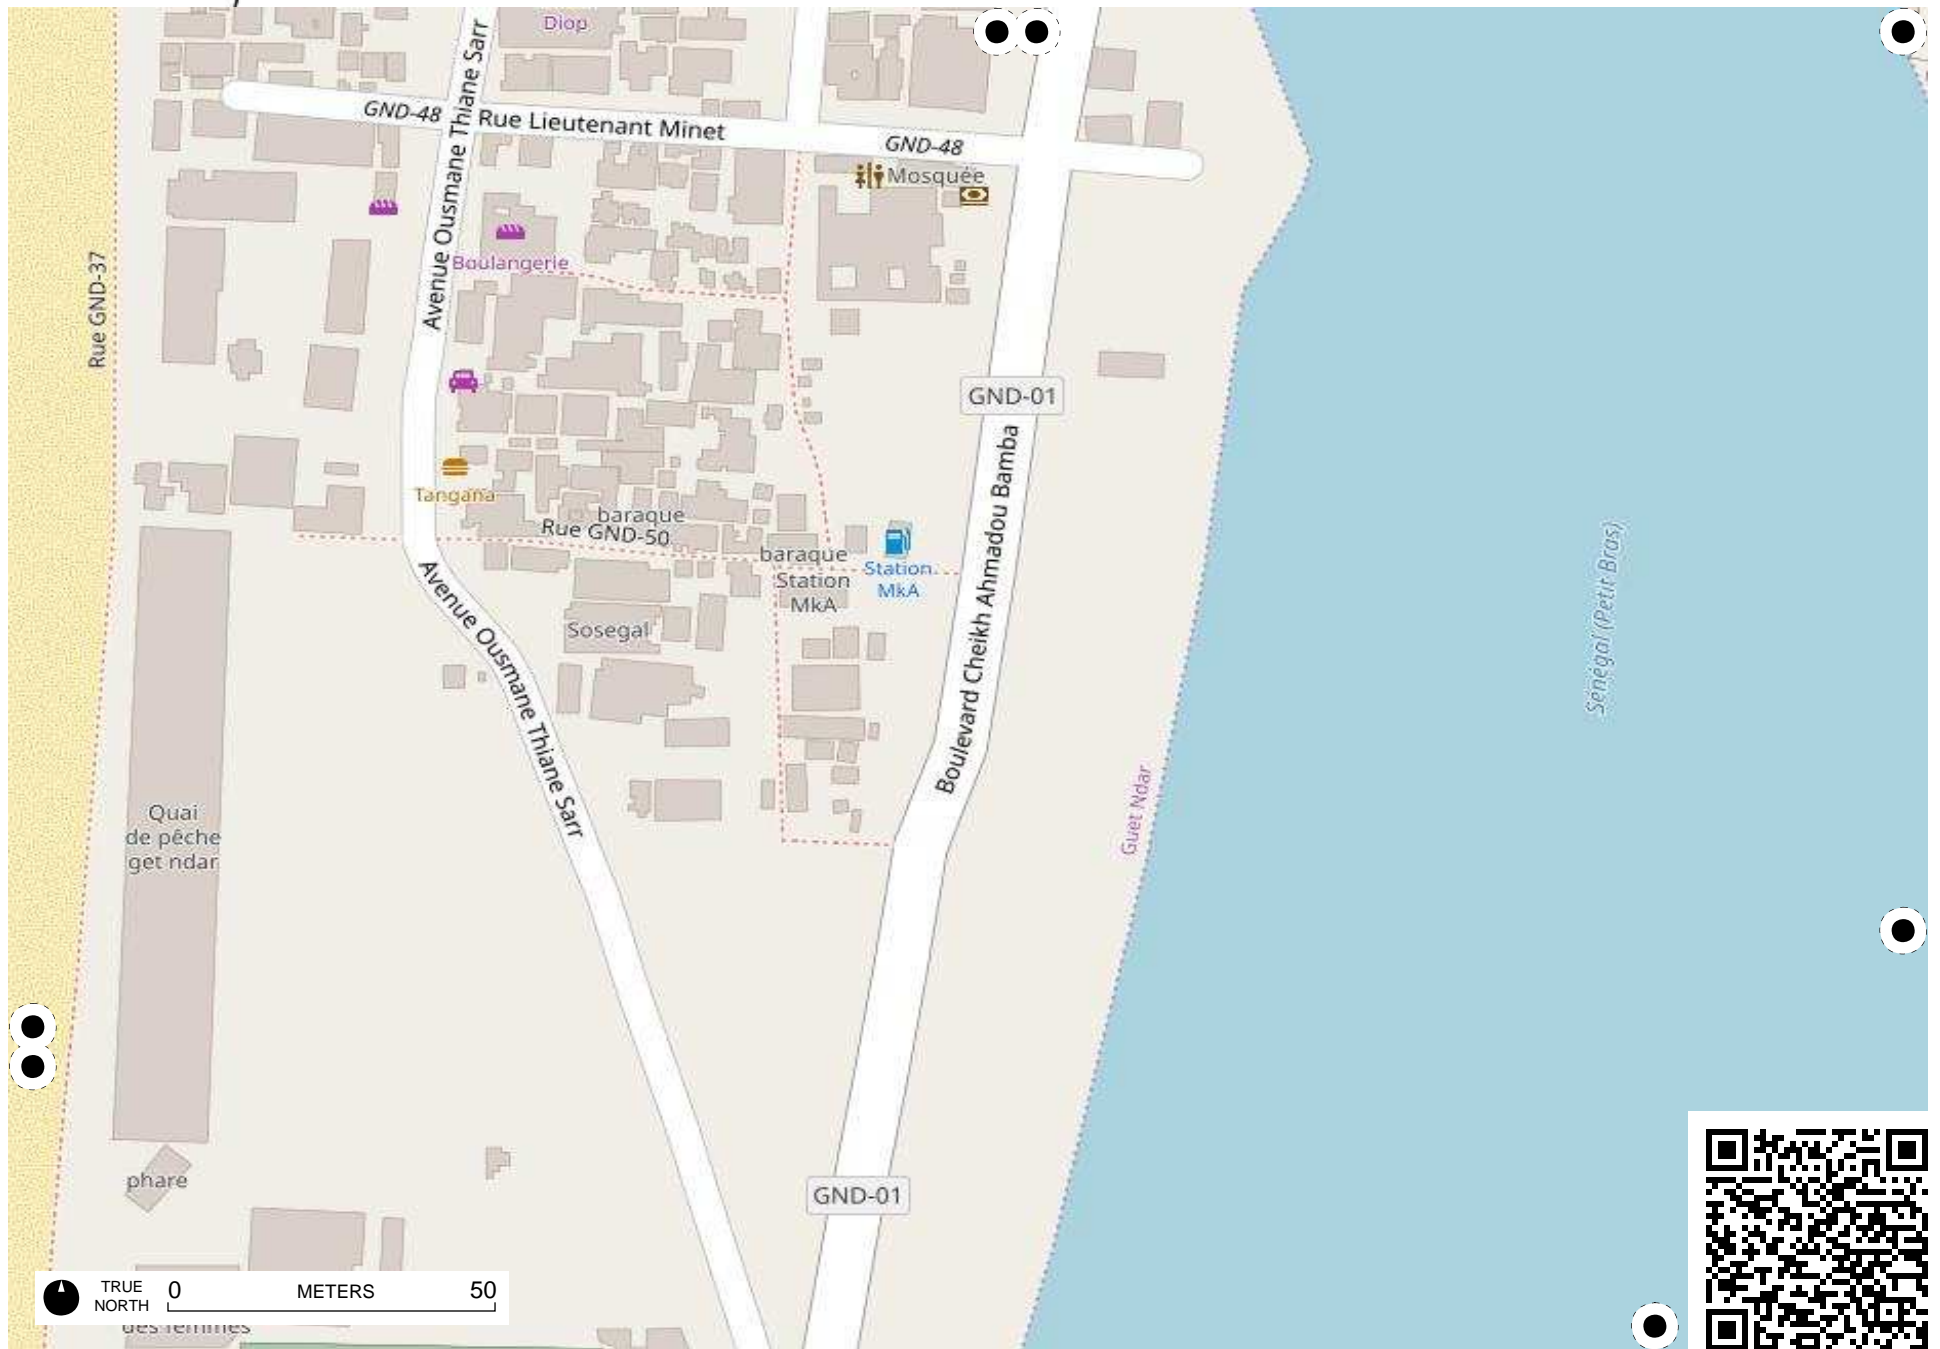 Diop
Avenue Ousmane Thiane Sarr
GND-48
Rue Lieutenant Minet
GND-48
Mosquée
Boulangerie
Rue GND-37
GND-01
Tangana
baraque
Rue GND-50
baraque
Station
MkA
Station
MkA
Sosegal
Boulevard Cheikh Ahmadou Bamba
Avenue Ousmane Thiane Sarr
Sénégal (Petit Bras)
Guet Ndar
Quai
de pêche
get ndar
phare
GND-01
TRUE
NORTH
0 METERS 50
des femmes